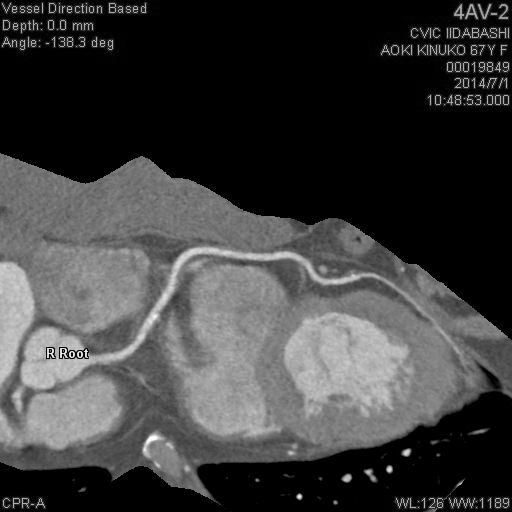 Vessel Direction Based
Depth: 0.0 mm
Angle: -138.3 deg
4AV-2
CVIC IIDABASHI
AOKI KINUKO 67Y F
00019849
2014/7/1
10:48:53.000
R Root
CPR-A
WL:126 WW:1189